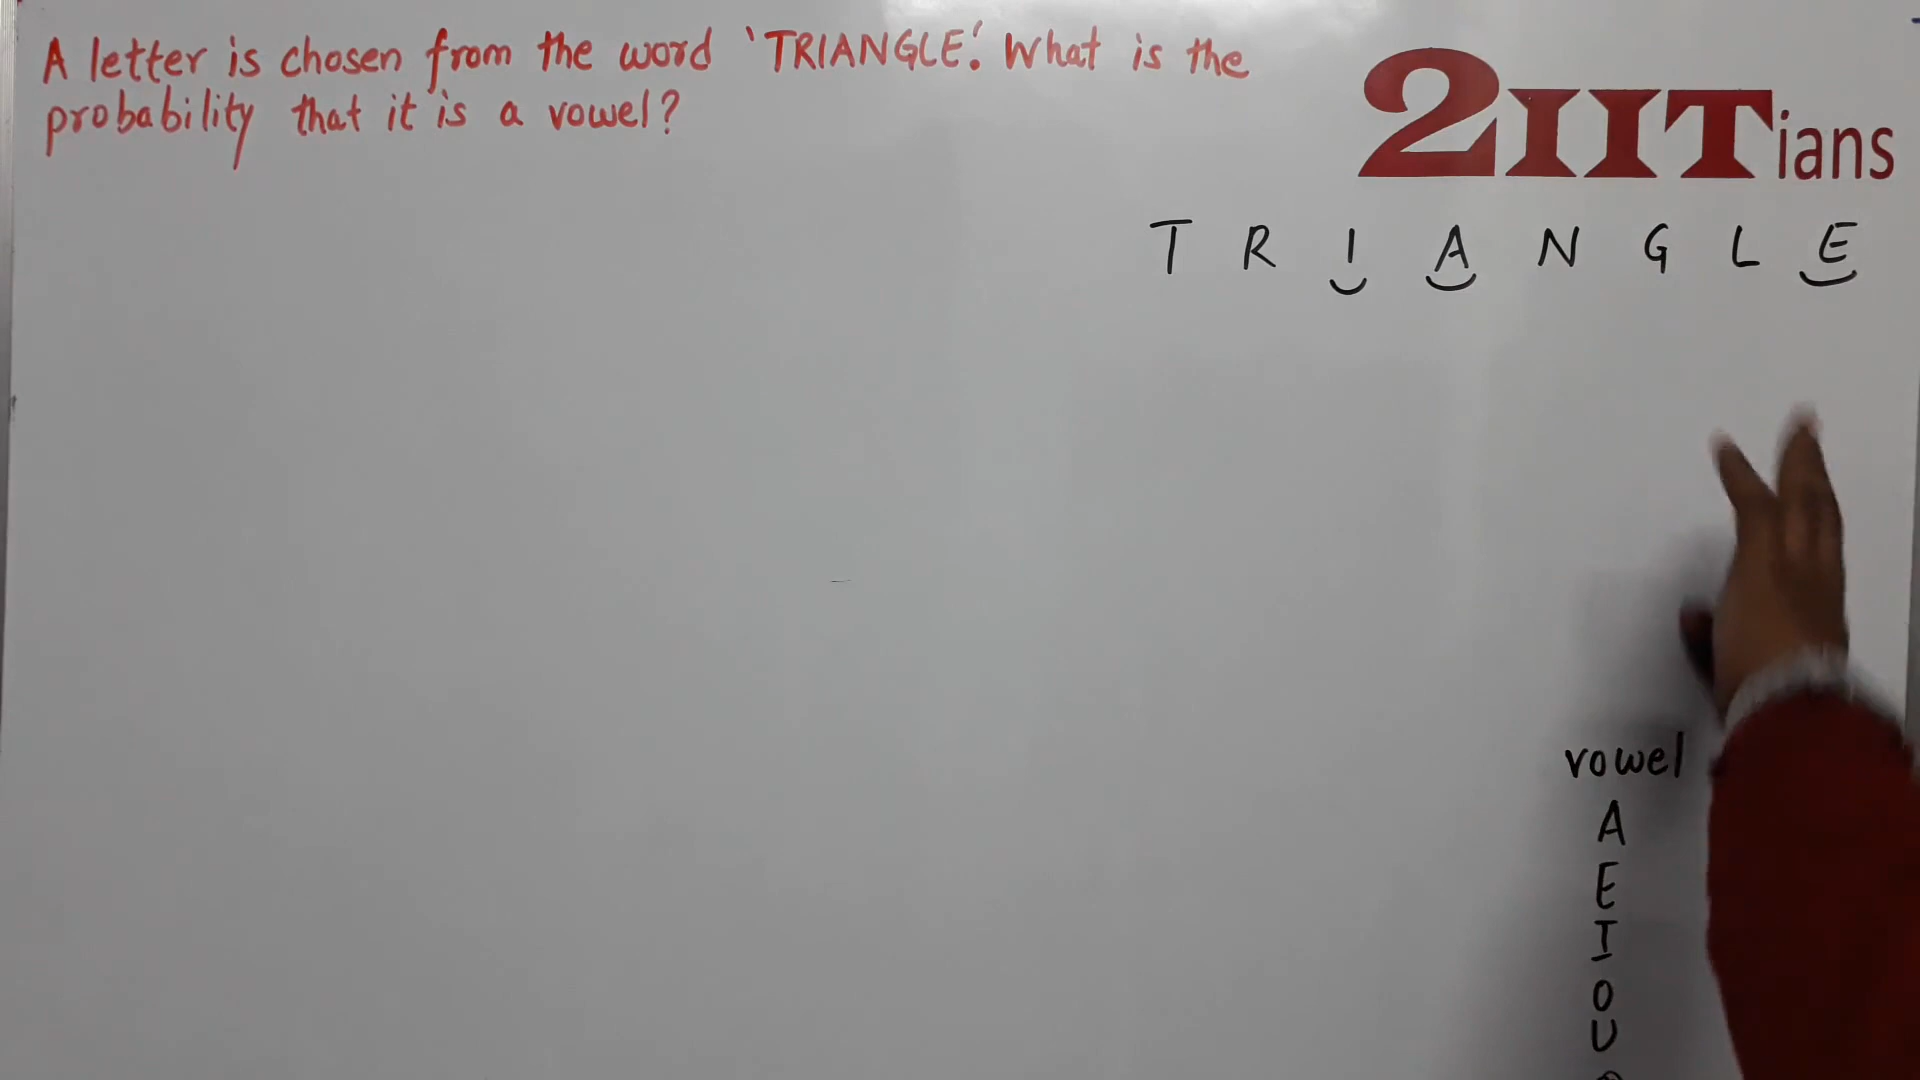 A letter is chosen from the word 'TRIANGLE'. What is the
probability that it is a vowel?
2IITians
T R I A N G L E
vowel
A
E
I
O
U